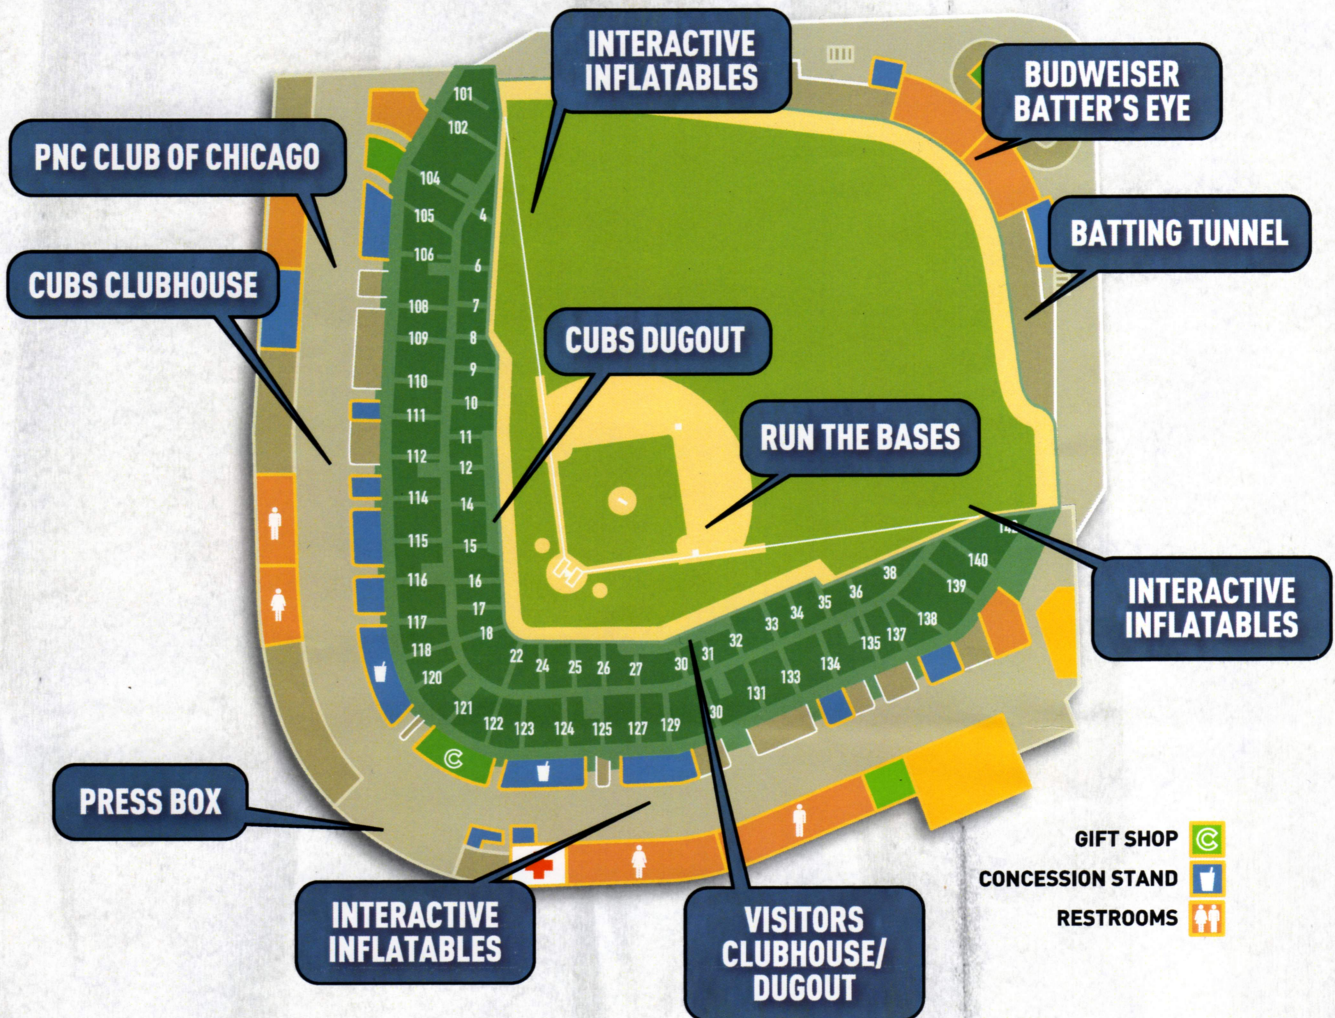 INTERACTIVE
INFLATABLES
BUDWEISER
BATTER'S EYE
PNC CLUB OF CHICAGO
BATTING TUNNEL
CUBS CLUBHOUSE
CUBS DUGOUT
RUN THE BASES
INTERACTIVE
INFLATABLES
PRESS BOX
INTERACTIVE
INFLATABLES
VISITORS
CLUBHOUSE/
DUGOUT
101
102
104
105
106
108
109
110
111
112
114
115
116
117
118
120
121
122
123
124
125
127
129
30
131
133
134
135
137
138
139
140
142
4
6
7
8
9
10
11
12
14
15
16
17
18
22
24
25
26
27
30
31
32
33
34
35
36
38
C
GIFT SHOP C
CONCESSION STAND
RESTROOMS